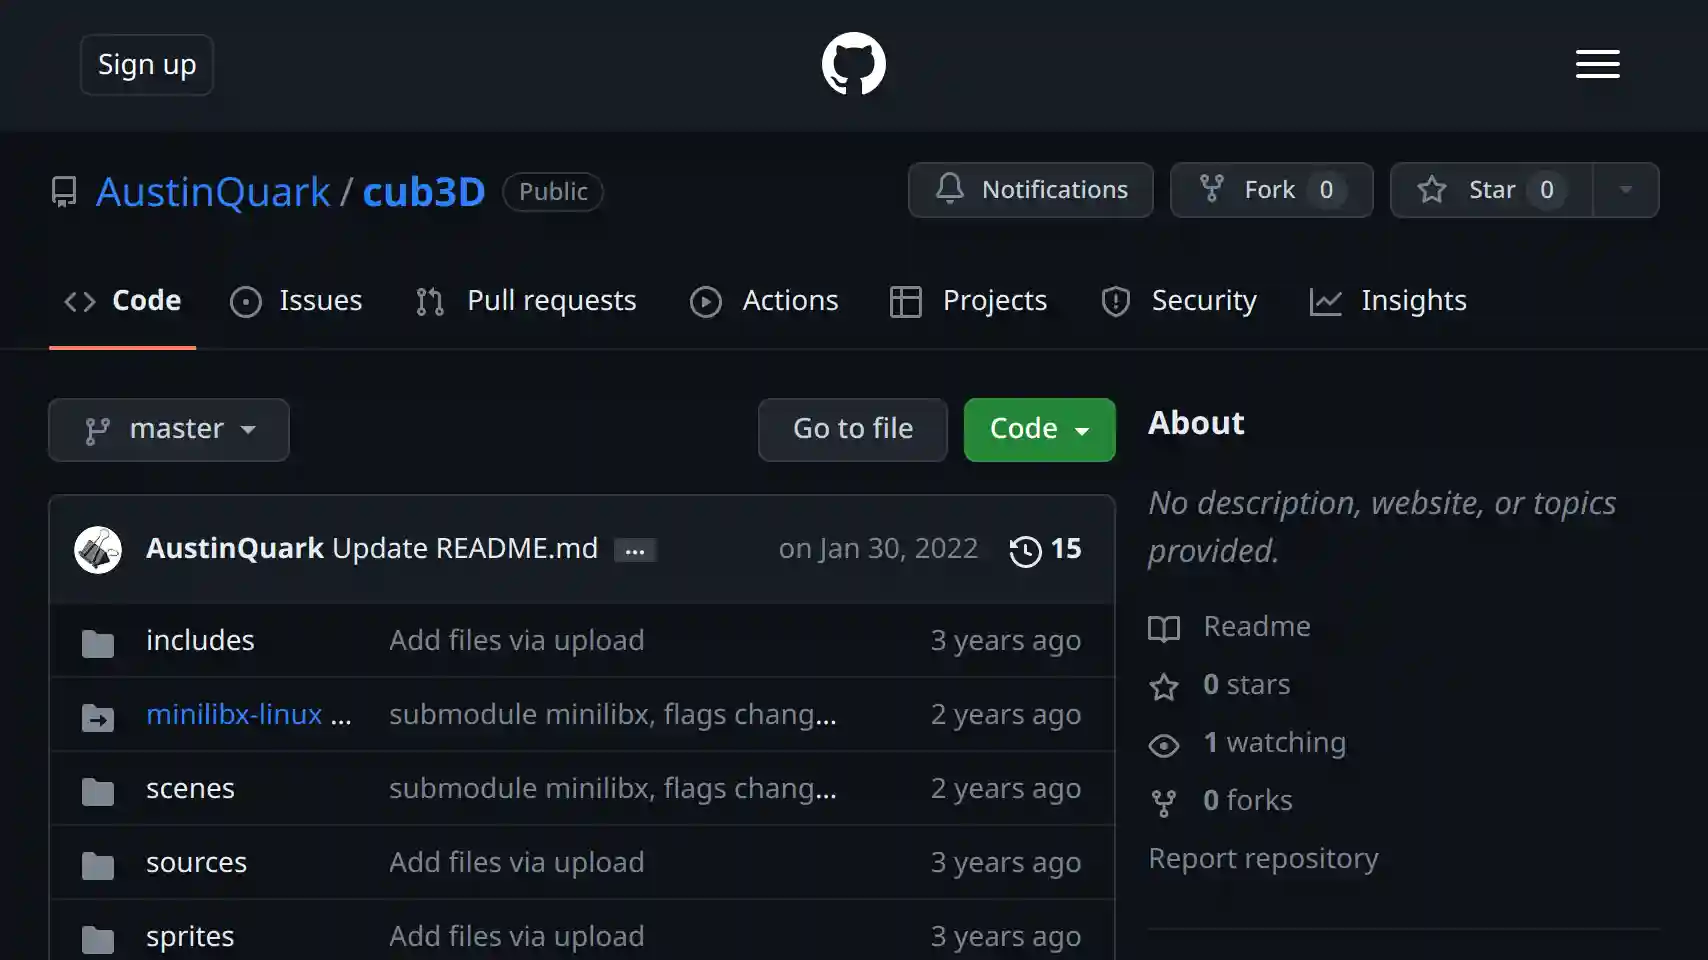 Sign up
AustinQuark / cub3D Public
Notifications Fork 0 Star 0
Code Issues Pull requests Actions Projects Security Insights
master Go to file Code
About
No description, website, or topics
provided.
AustinQuark Update README.md ... on Jan 30, 2022 15
includes Add files via upload 3 years ago
minilibx-linux ... submodule minilibx, flags chang... 2 years ago
scenes submodule minilibx, flags chang... 2 years ago
sources Add files via upload 3 years ago
sprites Add files via upload 3 years ago
Readme
0 stars
1 watching
0 forks
Report repository